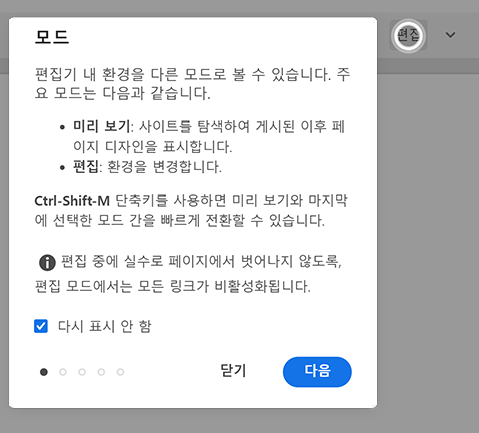 모드
편집
편집기 내 환경을 다른 모드로 볼 수 있습니다. 주
요 모드는 다음과 같습니다.
• 미리 보기: 사이트를 탐색하여 게시된 이후 페
이지 디자인을 표시합니다.
• 편집: 환경을 변경합니다.
Ctrl-Shift-M 단축키를 사용하면 미리 보기와 마지막
에 선택한 모드 간을 빠르게 전환할 수 있습니다.
편집 중에 실수로 페이지에서 벗어나지 않도록,
편집 모드에서는 모든 링크가 비활성화됩니다.
다시 표시 안 함
닫기
다음